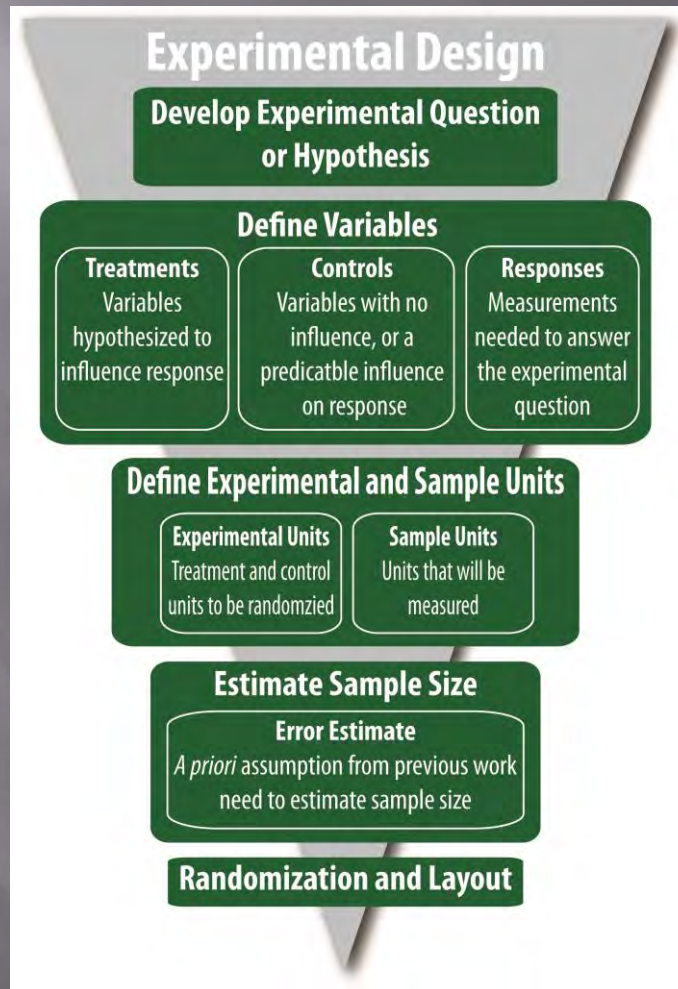 Experimental Design
Develop Experimental Question
or Hypothesis
Define Variables
Treatments
Variables
hypothesized to
influence response
Controls
Variables with no
influence, or a
predicatble influence
on response
Responses
Measurements
needed to answer
the experimental
question
Define Experimental and Sample Units
Experimental Units
Treatment and control
units to be randomzied
Sample Units
Units that will be
measured
Estimate Sample Size
Error Estimate
A priori assumption from previous work
need to estimate sample size
Randomization and Layout